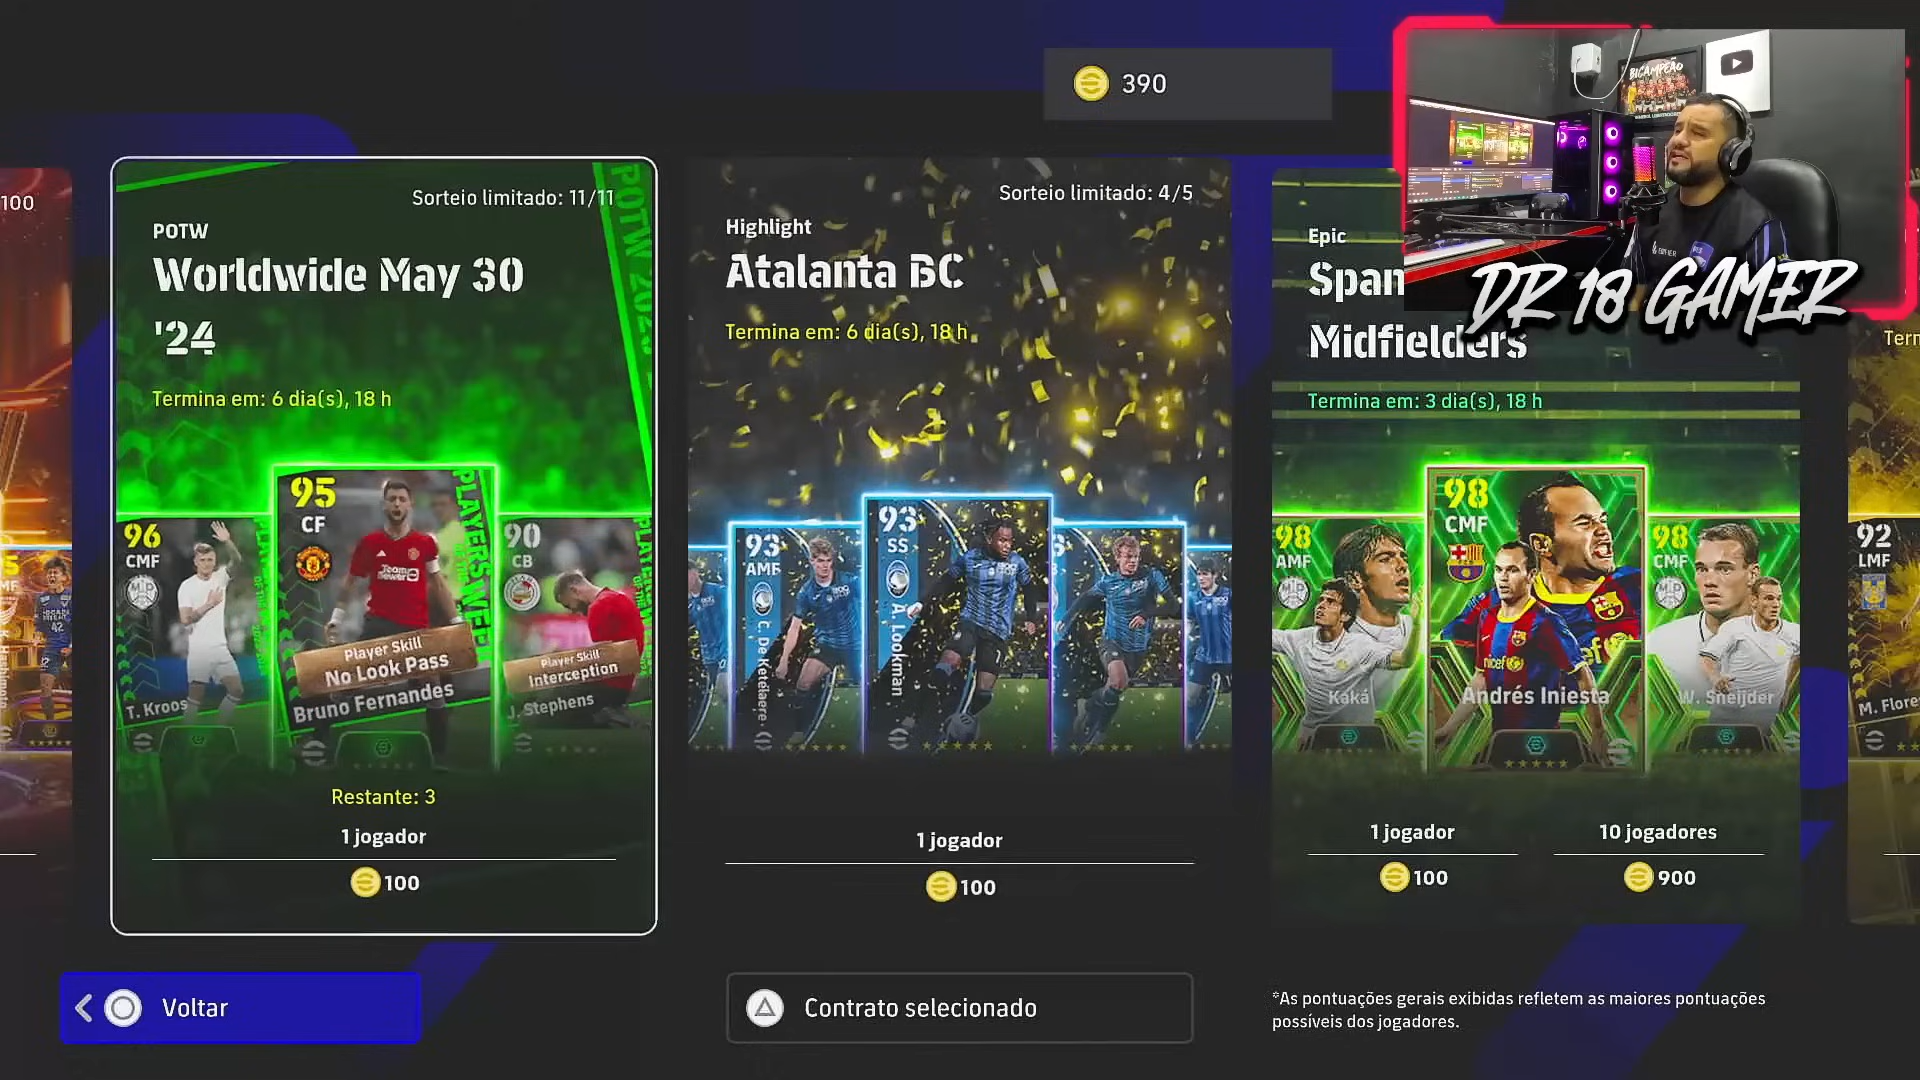 390
100
Sorteio limitado: 11/11
POTW
Worldwide May 30
'24
Termina em: 6 dia(s), 18 h
96
CMF
T. Kroos
95
CF
PLAYERS
Player Skill
No Look Pass
Bruno Fernandes
90
CB
Player Skill
Interception
J. Stephens
Restante: 3
1 jogador
100
Sorteio limitado: 4/5
Highlight
Atalanta BC
Termina em: 6 dia(s), 18 h
93
AMF
C. De Ketelaere
93
SS
A. Lookman
1 jogador
100
Epic
Span
Midfielders
Termina em: 3 dia(s), 18 h
98
AMF
Kaká
98
CMF
Andrés Iniesta
98
CMF
W. Sneijder
1 jogador
100
10 jogadores
900
Tern
92
LMF
M. Flore
BICAMPEÃO
DR 18 GAMER
Voltar
Contrato selecionado
*As pontuações gerais exibidas refletem as maiores pontuações
possíveis dos jogadores.